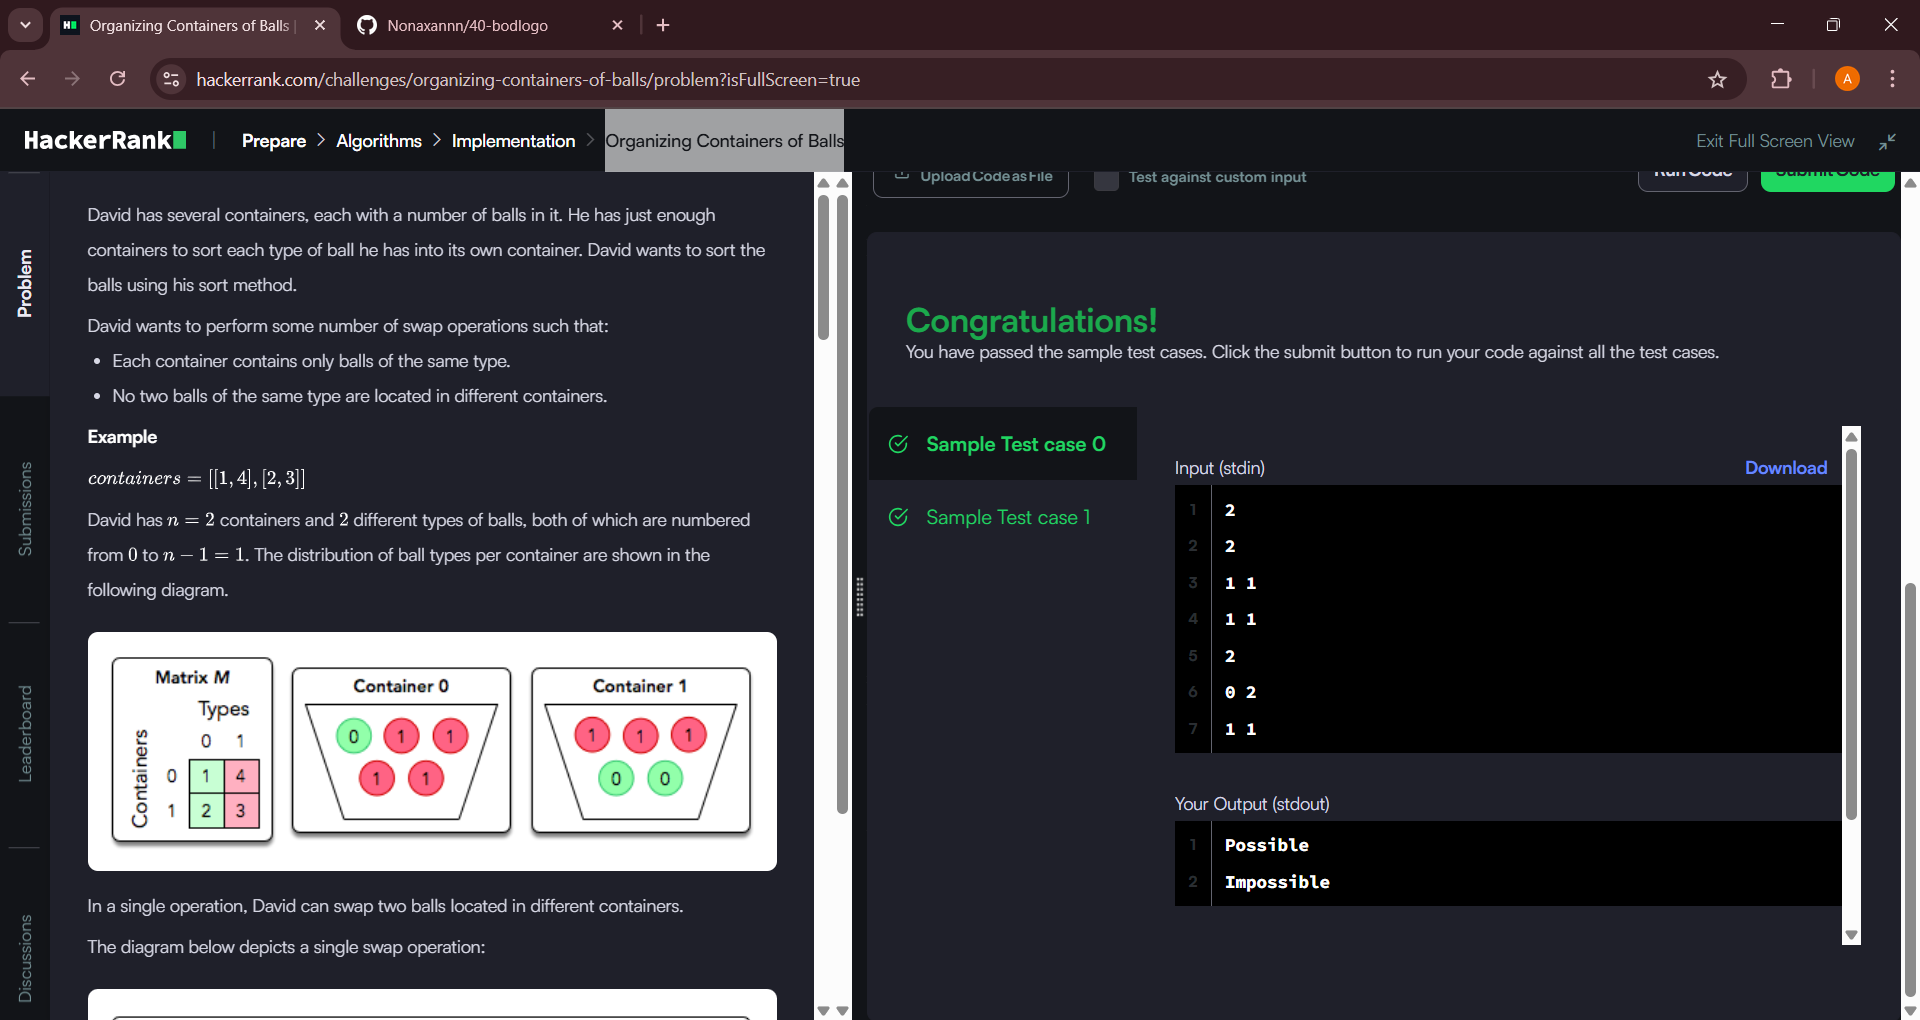 Organizing Containers of Balls
Nonaxannn/40-bodlogo
hackerrank.com/challenges/organizing-containers-of-balls/problem?isFullScreen=true
A
HackerRank
Prepare > Algorithms > Implementation > Organizing Containers of Balls
Exit Full Screen View
Problem
Submissions
Leaderboard
Discussions
David has several containers, each with a number of balls in it. He has just enough
containers to sort each type of ball he has into its own container. David wants to sort the
balls using his sort method.
David wants to perform some number of swap operations such that:
• Each container contains only balls of the same type.
• No two balls of the same type are located in different containers.
Example
containers = [[1, 4], [2, 3]]
David has n = 2 containers and 2 different types of balls, both of which are numbered
from 0 to n − 1 = 1. The distribution of ball types per container are shown in the
following diagram.
Matrix M
Types
Containers
0 1
0 1 4
1 2 3
Container 0
0 1 1
1 1
Container 1
1 1 1
0 0
In a single operation, David can swap two balls located in different containers.
The diagram below depicts a single swap operation:
Upload Code as File
Test against custom input
Run Code
Submit Code
Congratulations!
You have passed the sample test cases. Click the submit button to run your code against all the test cases.
Sample Test case 0
Sample Test case 1
Input (stdin)
Download
1 2
2 2
3 1 1
4 1 1
5 2
6 0 2
7 1 1
Your Output (stdout)
1 Possible
2 Impossible